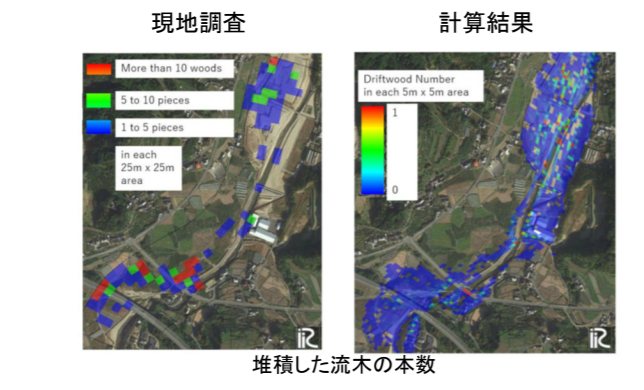 現地調査
計算結果
More than 10 woods
5 to 10 pieces
1 to 5 pieces
in each
25m x 25m
area
Driftwood Number
in each 5m x 5m area
1
0
iRIC
iRIC
堆積した流木の本数